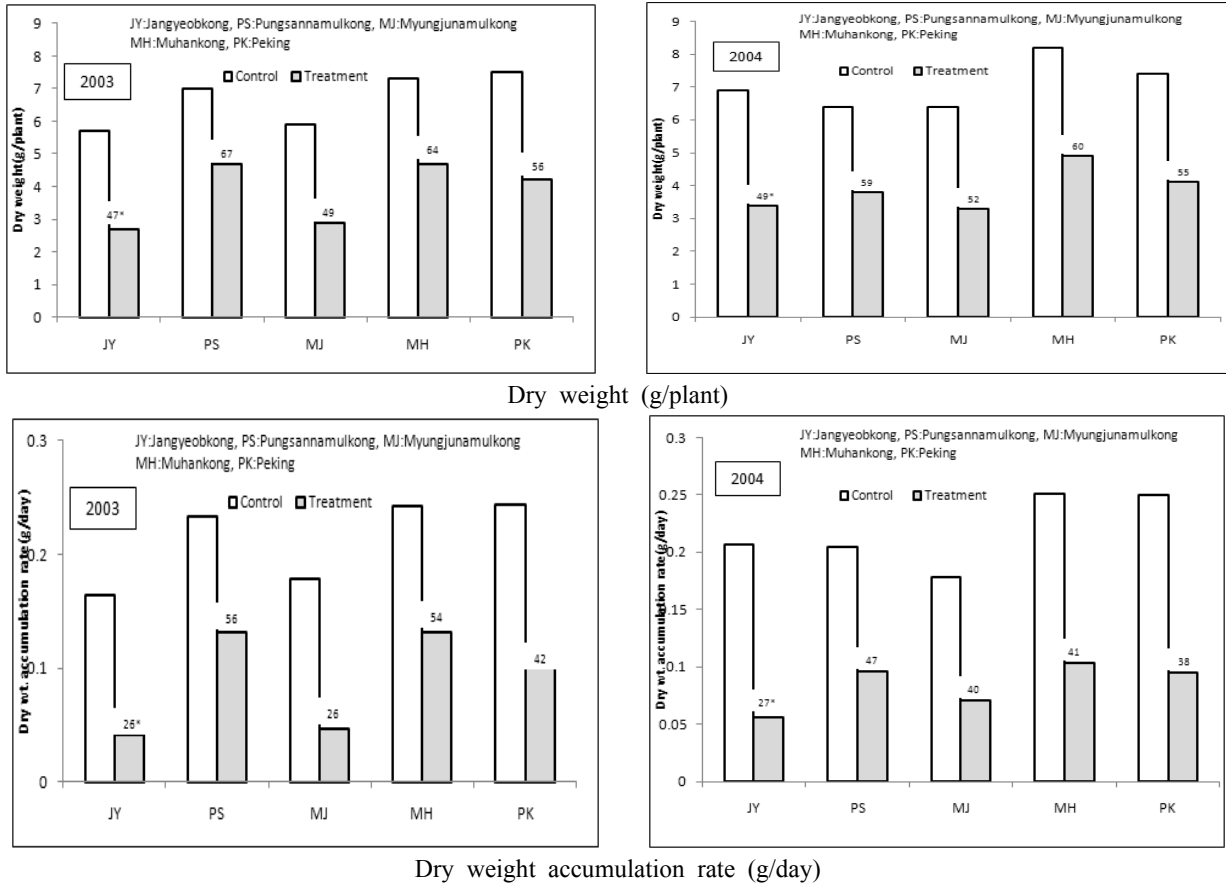 JY:Jangyeobkong, PS:Pungsannamulkong, MJ:Myungjunamulkong
MH:Muhankong, PK:Peking
2003
Control Treatment
Dry weight(g/plant)
9
8
7
6
5
4
3
2
1
0
47*
67
49
64
56
JY PS MJ MH PK
JY:Jangyeobkong, PS:Pungsannamulkong, MJ:Myungjunamulkong
MH:Muhankong, PK:Peking
2004
Control Treatment
Dry weight(g/plant)
9
8
7
6
5
4
3
2
1
0
49*
59
52
60
55
JY PS MJ MH PK
Dry weight (g/plant)
JY:Jangyeobkong, PS:Pungsannamulkong, MJ:Myungjunamulkong
MH:Muhankong, PK:Peking
2003
Control Treatment
Dry wt. accumulation rate(g/day)
0.3
0.2
0.1
0
26*
56
26
54
42
JY PS MJ MH PK
JY:Jangyeobkong, PS:Pungsannamulkong, MJ:Myungjunamulkong
MH:Muhankong, PK:Peking
2004
Control Treatment
Dry wt. accumulation rate(g/day)
0.3
0.25
0.2
0.15
0.1
0.05
0
27*
47
40
41
38
JY PS MJ MH PK
Dry weight accumulation rate (g/day)